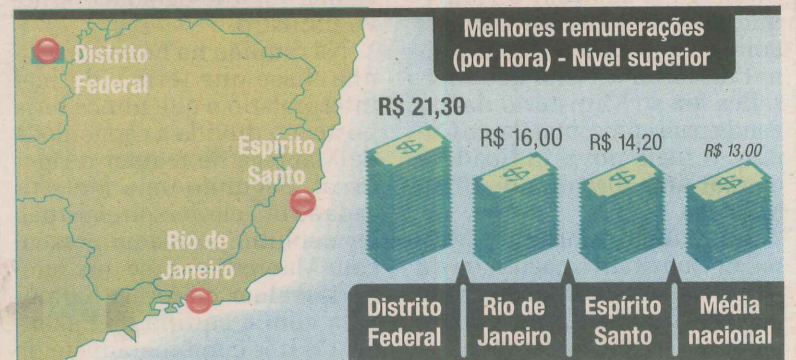 Melhores remunerações
(por hora) - Nível superior
Distrito
Federal
Espírito
Santo
Rio de
Janeiro
R$ 21,30
R$ 16,00
R$ 14,20
R$ 13,00
Distrito
Federal
Rio de
Janeiro
Espírito
Santo
Média
nacional